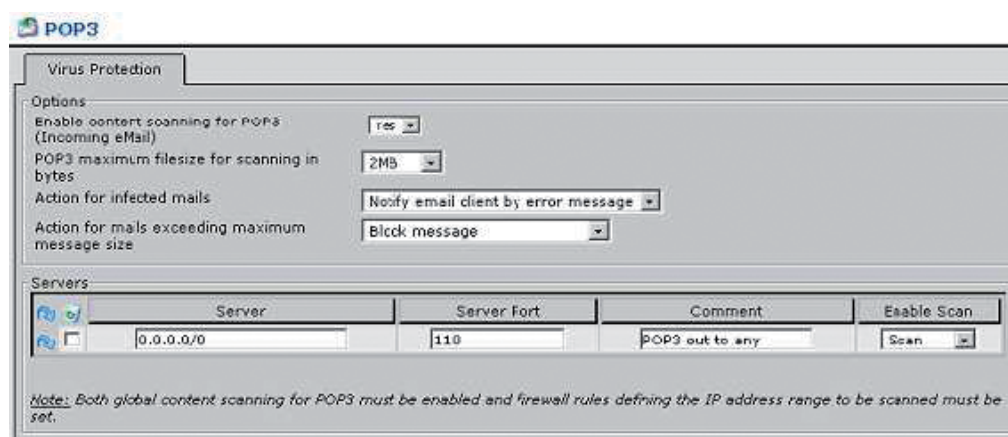 POP3
Virus Protection
Options
Enable content scanning for POP3
(Incoming eMail)
Yes
POP3 maximum filesize for scanning in
bytes
2MB
Action for infected mails
Notify email client by error message
Action for mails exceeding maximum
message size
Block message
Servers
Server Server Port Comment Enable Scan
0.0.0.0/0 110 POP3 out to any Scan
Note: Both global content scanning for POP3 must be enabled and firewall rules defining the IP address range to be scanned must be
set.